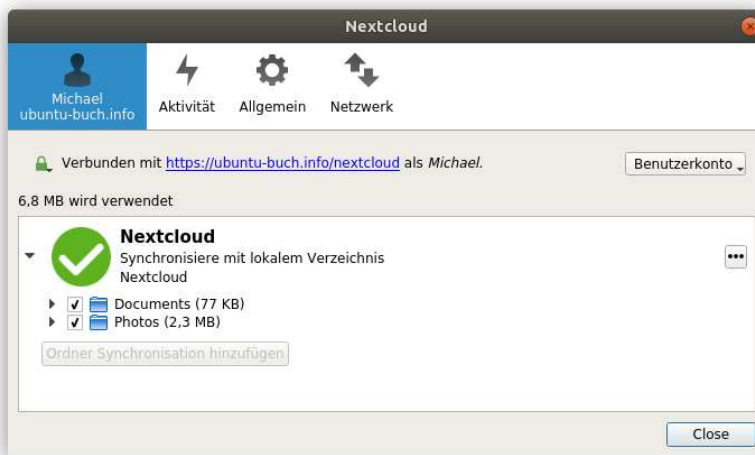 Nextcloud
Michael
ubuntu-buch.info
Aktivität
Allgemein
Netzwerk
Verbunden mit https://ubuntu-buch.info/nextcloud als Michael.
Benutzerkonto
6,8 MB wird verwendet
Nextcloud
Synchronisiere mit lokalem Verzeichnis
Nextcloud
Documents (77 KB)
Photos (2,3 MB)
Ordner Synchronisation hinzufügen
Close